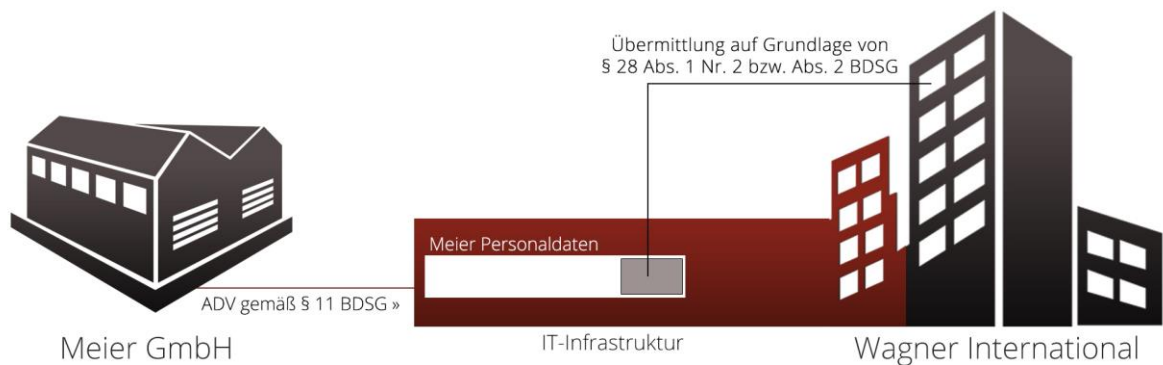 Übermittlung auf Grundlage von
§ 28 Abs. 1 Nr. 2 bzw. Abs. 2 BDSG
Meier Personaldaten
ADV gemäß § 11 BDSG »
IT-Infrastruktur
Meier GmbH
Wagner International